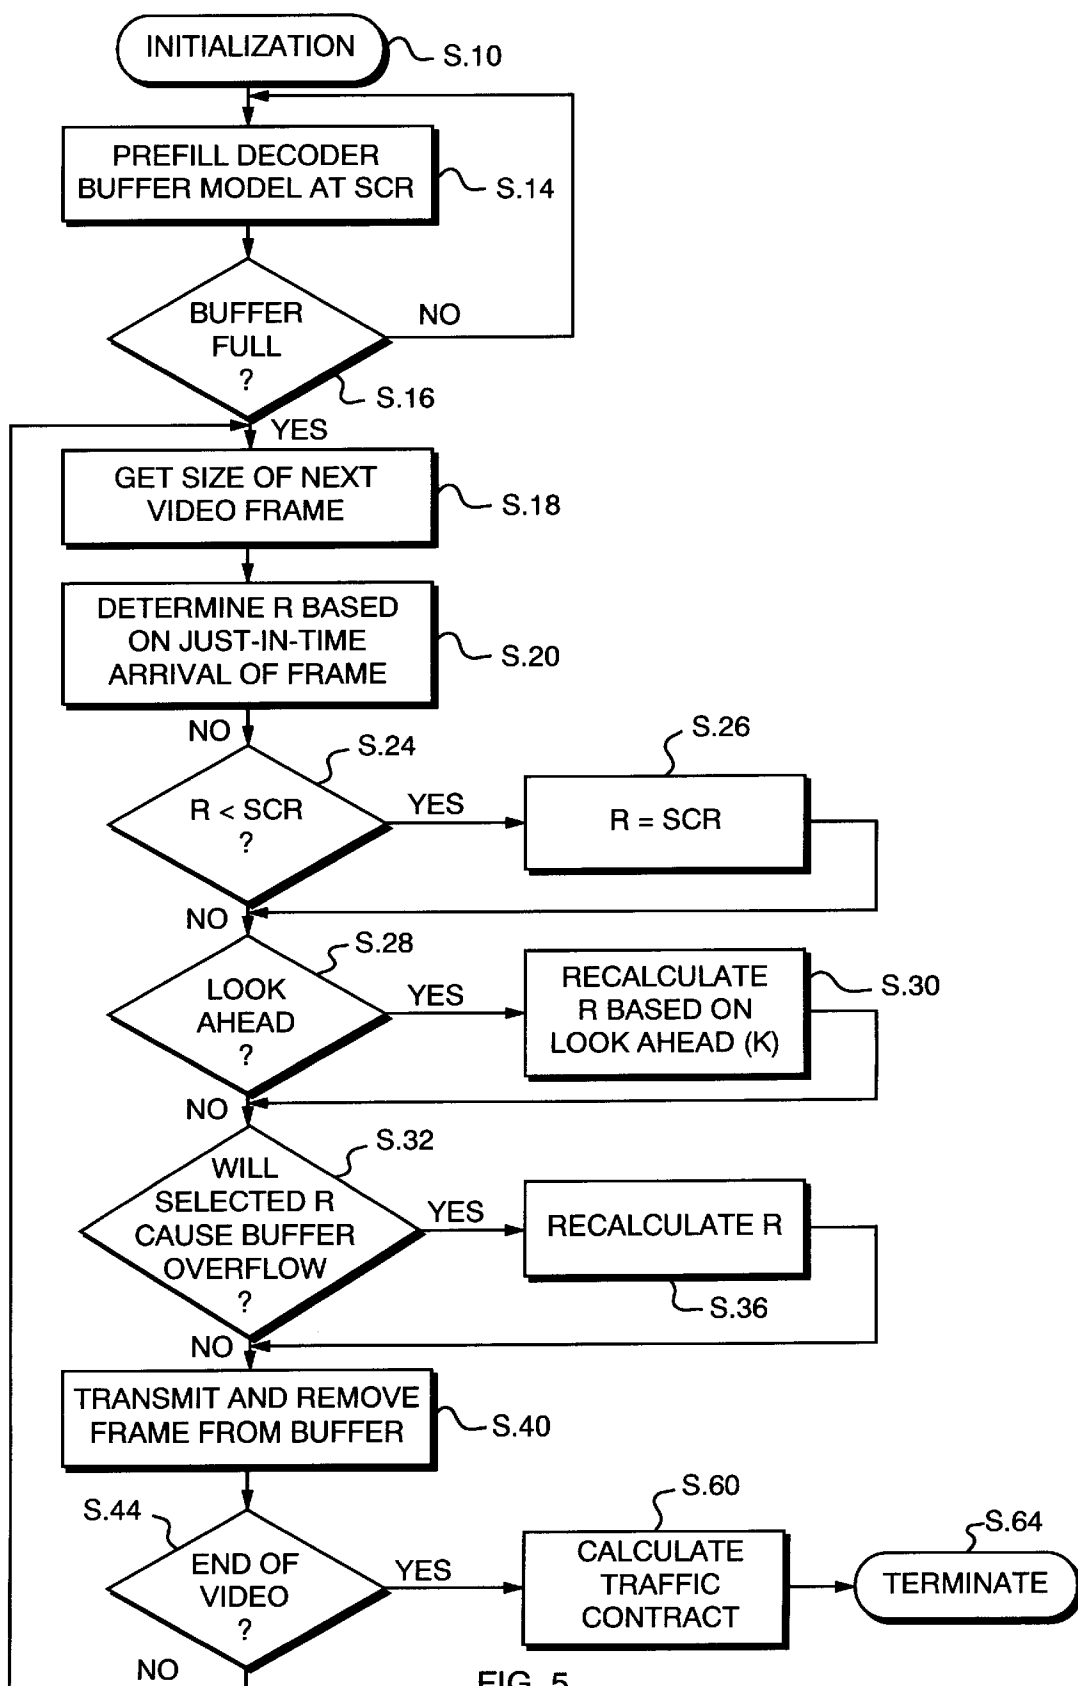 INITIALIZATION
S.10
PREFILL DECODER
BUFFER MODEL AT SCR
S.14
BUFFER
FULL
?
NO
S.16
YES
GET SIZE OF NEXT
VIDEO FRAME
S.18
DETERMINE R BASED
ON JUST-IN-TIME
ARRIVAL OF FRAME
S.20
NO
S.24
R < SCR
?
YES
S.26
R = SCR
NO
S.28
LOOK
AHEAD
?
YES
RECALCULATE
R BASED ON
LOOK AHEAD (K)
S.30
NO
S.32
WILL
SELECTED R
CAUSE BUFFER
OVERFLOW
?
YES
RECALCULATE R
S.36
NO
TRANSMIT AND REMOVE
FRAME FROM BUFFER
S.40
S.44
END OF
VIDEO
?
YES
S.60
CALCULATE
TRAFFIC
CONTRACT
S.64
TERMINATE
NO
FIG. 5